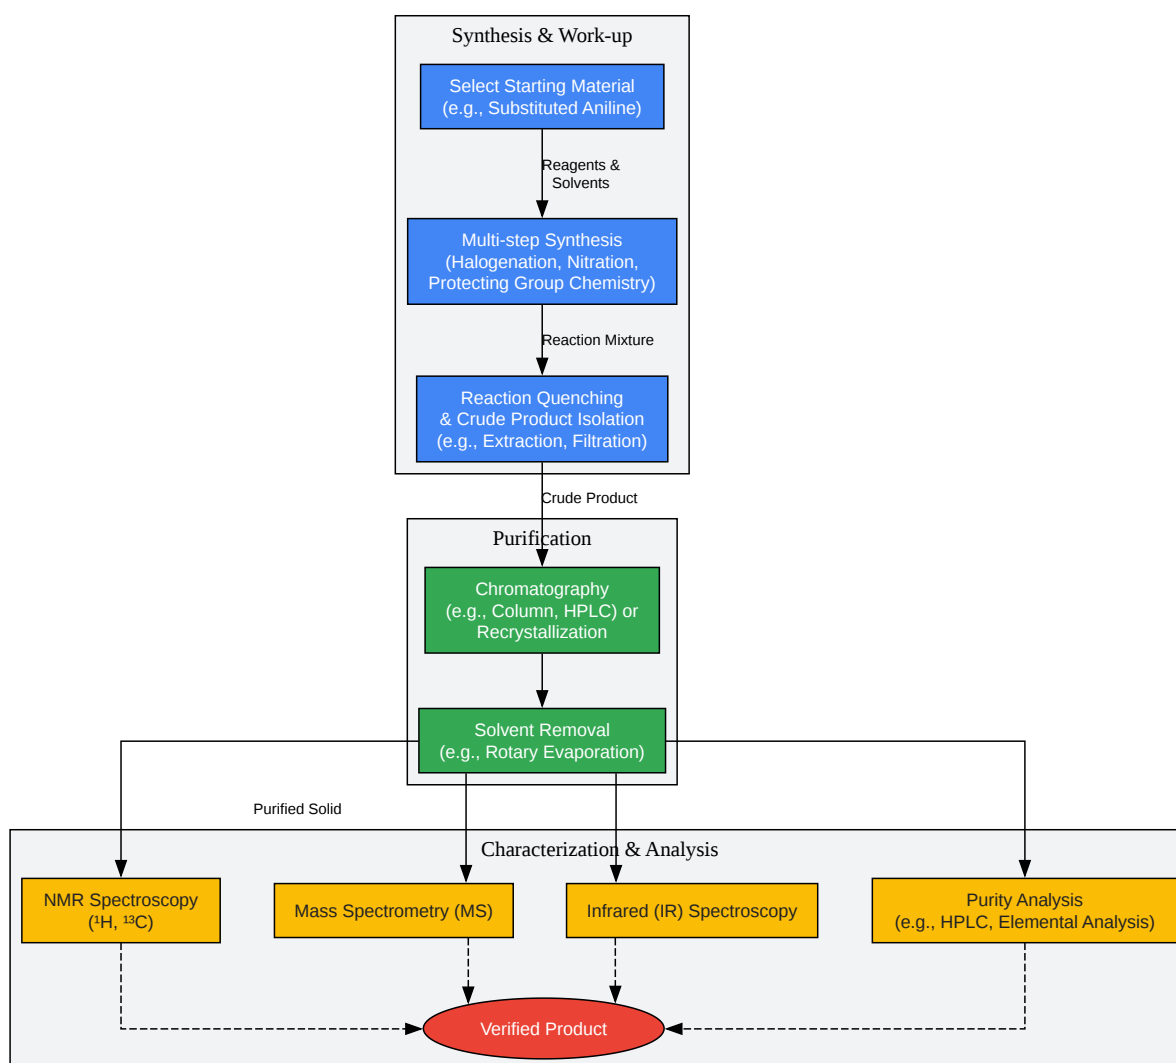 Synthesis & Work-up
Select Starting Material
(e.g., Substituted Aniline)
Reagents &
Solvents
Multi-step Synthesis
(Halogenation, Nitration,
Protecting Group Chemistry)
Reaction Mixture
Reaction Quenching
& Crude Product Isolation
(e.g., Extraction, Filtration)
Crude Product
Purification
Chromatography
(e.g., Column, HPLC) or
Recrystallization
Solvent Removal
(e.g., Rotary Evaporation)
Purified Solid
Characterization & Analysis
NMR Spectroscopy
(¹H, ¹³C)
Mass Spectrometry (MS)
Infrared (IR) Spectroscopy
Purity Analysis
(e.g., HPLC, Elemental Analysis)
Verified Product